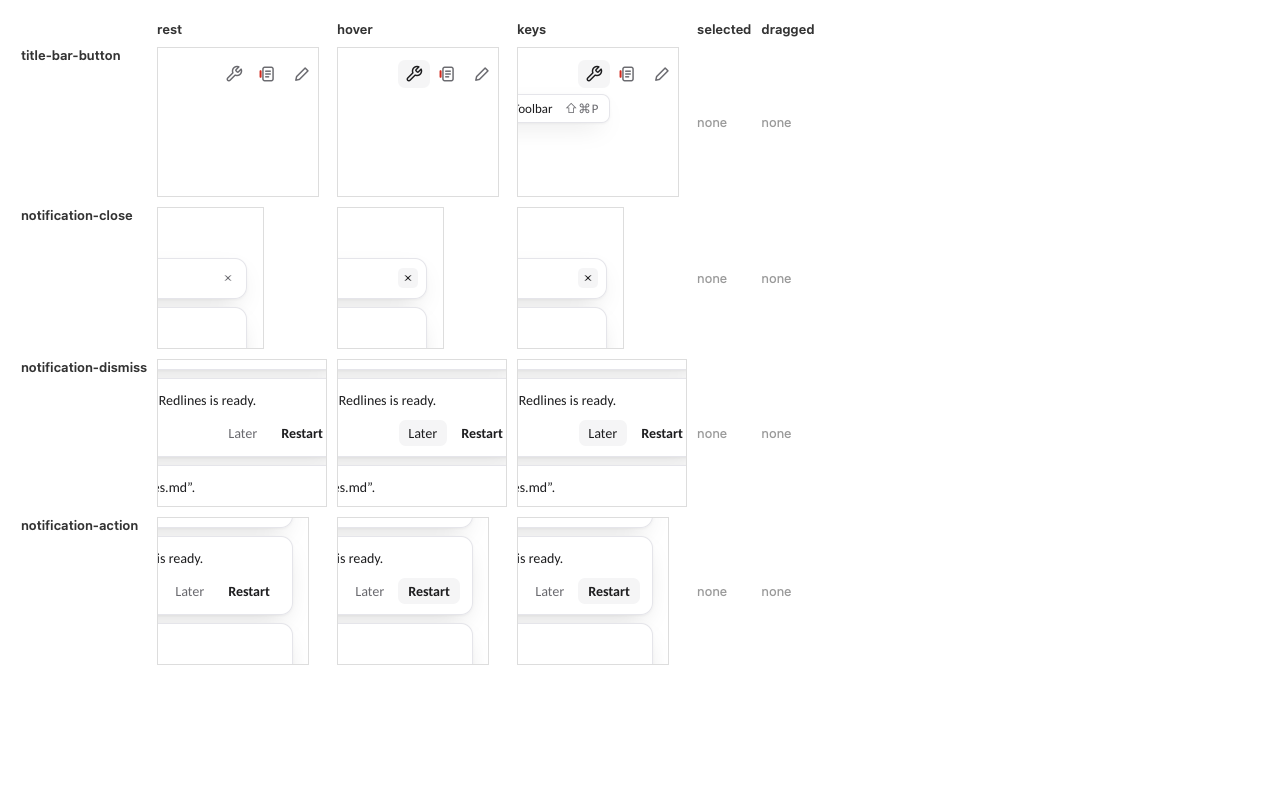 rest hover keys selected dragged
title-bar-button
Toolbar ⇧⌘P
none none
notification-close
none none
notification-dismiss
Redlines is ready. Redlines is ready. Redlines is ready.
Later Restart Later Restart Later Restart none none
es.md”. es.md”. es.md”.
notification-action
is ready. is ready. is ready.
Later Restart Later Restart Later Restart none none